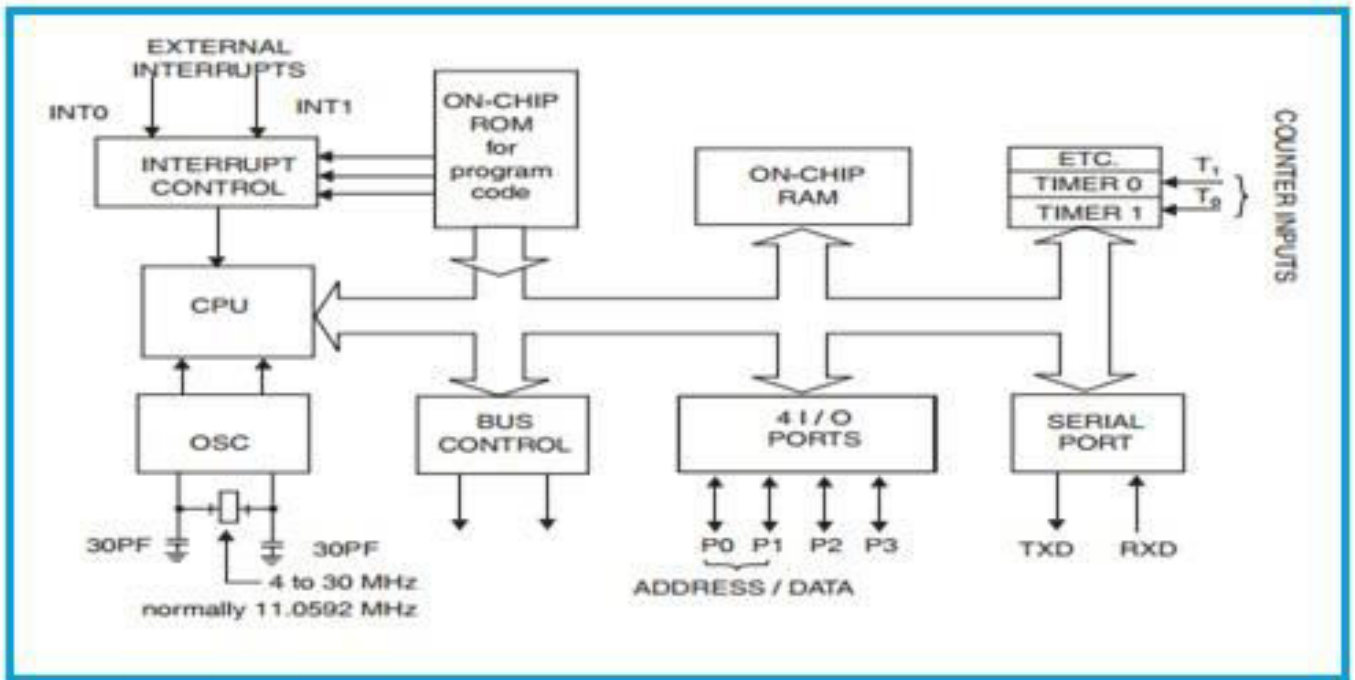 EXTERNAL
INTERRUPTS
INT0
INT1
INTERRUPT
CONTROL
ON-CHIP
ROM
for
program
code
ON-CHIP
RAM
ETC.
TIMER 0
TIMER 1
T1
T0
COUNTER INPUTS
CPU
OSC
BUS
CONTROL
4 I / O
PORTS
SERIAL
PORT
30PF
30PF
4 to 30 MHz
normally 11.0592 MHz
P0 P1 P2 P3
ADDRESS / DATA
TXD RXD